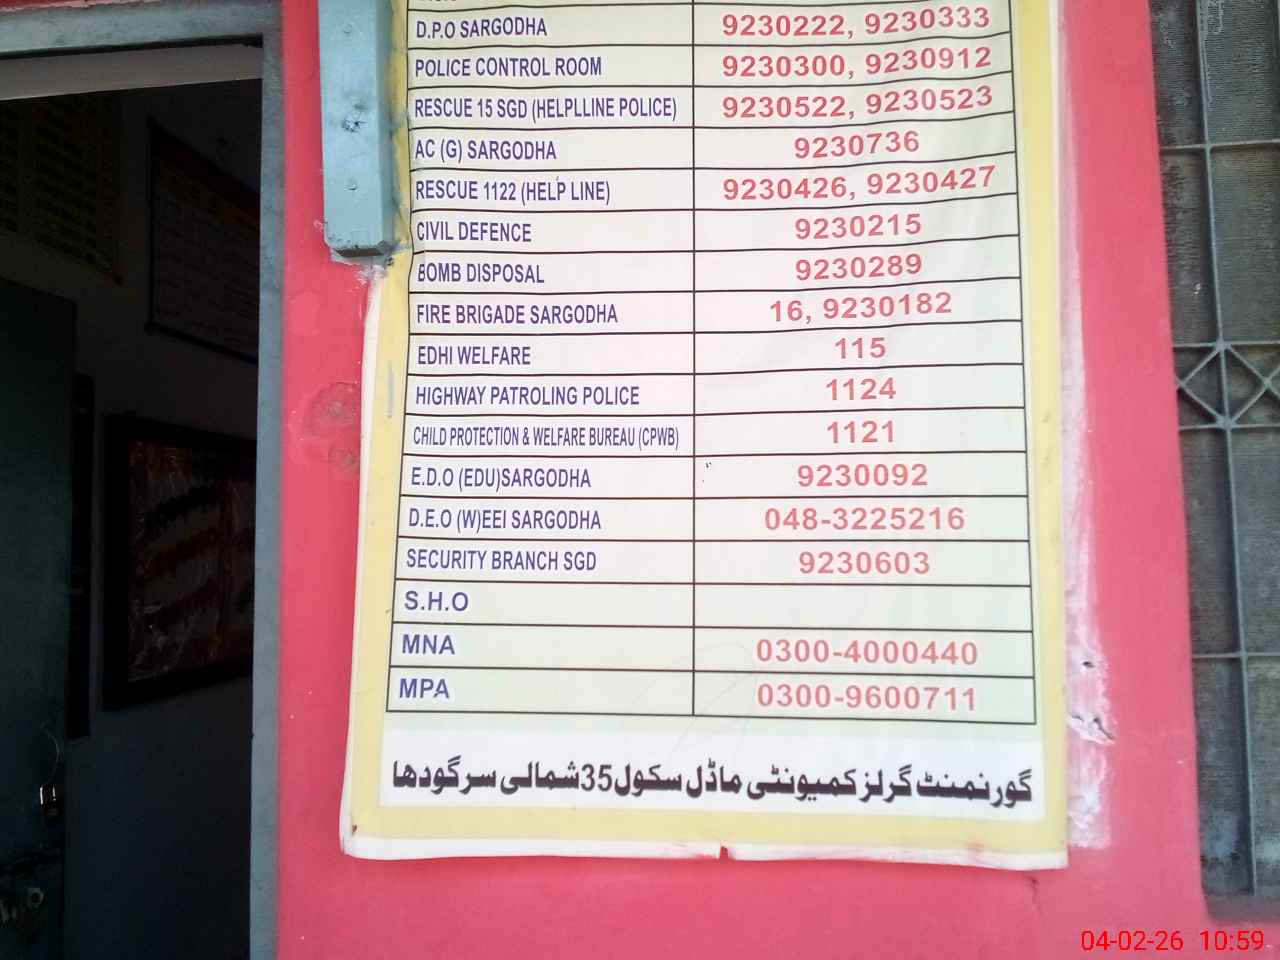 D.P.O SARGODHA 9230222, 9230333
POLICE CONTROL ROOM 9230300, 9230912
RESCUE 15 SGD (HELPLLINE POLICE) 9230522, 9230523
AC (G) SARGODHA 9230736
RESCUE 1122 (HELP LINE) 9230426, 9230427
CIVIL DEFENCE 9230215
BOMB DISPOSAL 9230289
FIRE BRIGADE SARGODHA 16, 9230182
EDHI WELFARE 115
HIGHWAY PATROLING POLICE 1124
CHILD PROTECTION & WELFARE BUREAU (CPWB) 1121
E.D.O (EDU)SARGODHA 9230092
D.E.O (W)EEI SARGODHA 048-3225216
SECURITY BRANCH SGD 9230603
S.H.O
MNA 0300-4000440
MPA 0300-9600711
گورنمنٹ گرلز کمیونٹی ماڈل سکول35شمالی سرگودھا
04-02-26 10:59